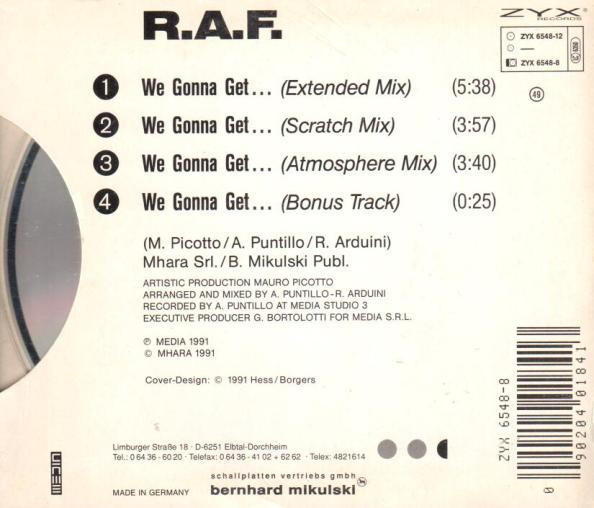 R.A.F.
ZYX
RECORDS
ZYX 6548-12
—
ZYX 6548-8
49
1 We Gonna Get... (Extended Mix) (5:38)
2 We Gonna Get... (Scratch Mix) (3:57)
3 We Gonna Get... (Atmosphere Mix) (3:40)
4 We Gonna Get... (Bonus Track) (0:25)
(M. Picotto/A. Puntillo/R. Arduini)
Mhara Srl./B. Mikulski Publ.
ARTISTIC PRODUCTION MAURO PICOTTO
ARRANGED AND MIXED BY A. PUNTILLO-R. ARDUINI
RECORDED BY A. PUNTILLO AT MEDIA STUDIO 3
EXECUTIVE PRODUCER G. BORTOLOTTI FOR MEDIA S.R.L.
℗ MEDIA 1991
© MHARA 1991
Cover-Design: © 1991 Hess/Borgers
ZYX 6548-8
0 90204 01841
Limburger Straße 18 · D-6251 Elbtal-Dorchheim
Tel.: 0 64 36 - 60 20 · Telefax: 0 64 36 - 41 02 + 62 62 · Telex: 4821614
schallplatten vertriebs gmbh
MADE IN GERMANY bernhard mikulski